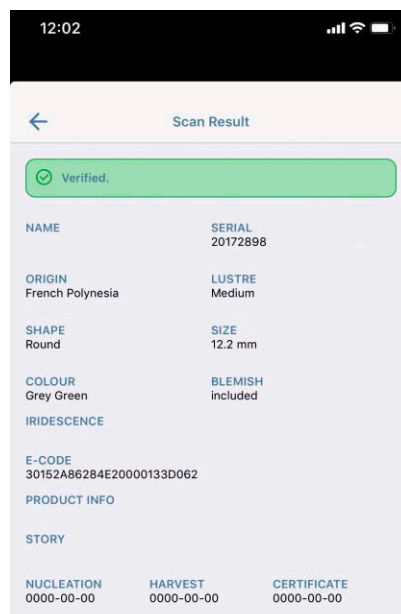 12:02
Scan Result
Verified.
NAME SERIAL
20172898
ORIGIN LUSTRE
French Polynesia Medium
SHAPE SIZE
Round 12.2 mm
COLOUR BLEMISH
Grey Green included
IRIDESCENCE
E-CODE
30152A86284E20000133D062
PRODUCT INFO
STORY
NUCLEATION HARVEST CERTIFICATE
0000-00-00 0000-00-00 0000-00-00